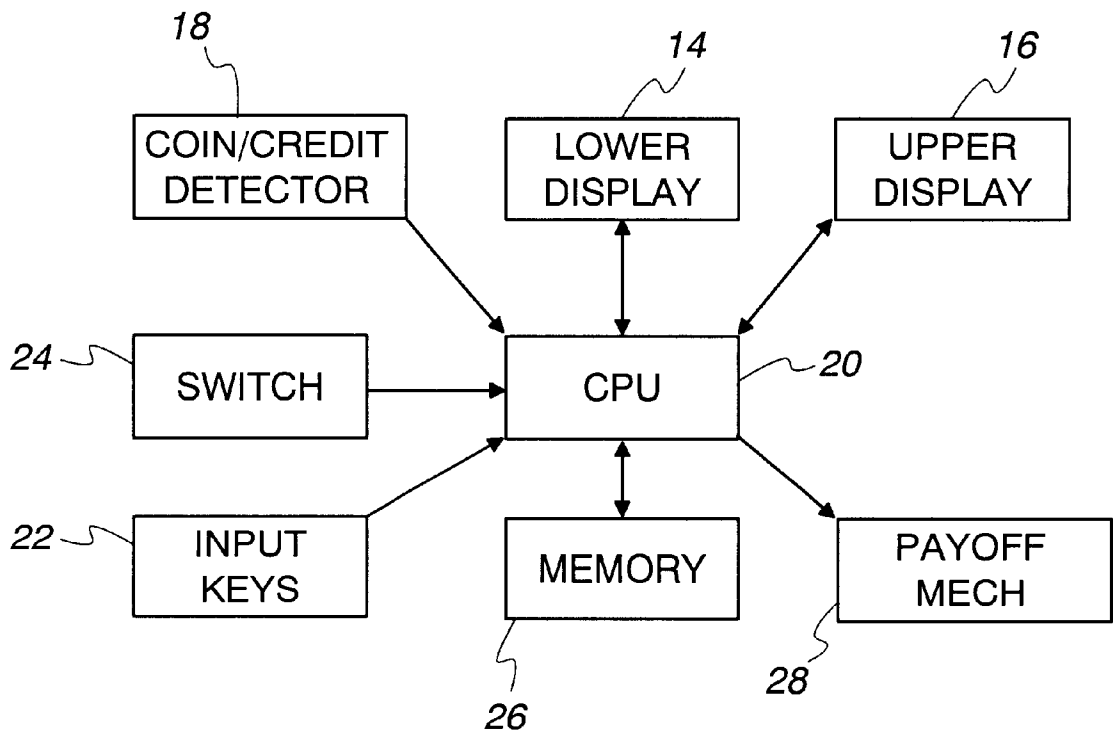 18
14
16
COIN/CREDIT
DETECTOR
LOWER
DISPLAY
UPPER
DISPLAY
24
SWITCH
CPU
20
22
INPUT
KEYS
MEMORY
PAYOFF
MECH
26
28